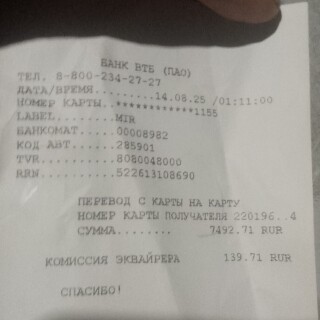 БАНК ВТБ (ПАО)
ТЕЛ. 8-800-234-27-27
ДАТА/ВРЕМЯ.........14.08.25 /01:11:00
НОМЕР КАРТЫ..************1155
LABEL........MIR
БАНКОМАТ.....00008982
КОД АВТ......285901
TVR..........8080048000
RRN..........522613108690
ПЕРЕВОД С КАРТЫ НА КАРТУ
НОМЕР КАРТЫ ПОЛУЧАТЕЛЯ 220196..4
СУММА........ 7492.71 RUR
КОМИССИЯ ЭКВАЙРЕРА 139.71 RUR
СПАСИБО!